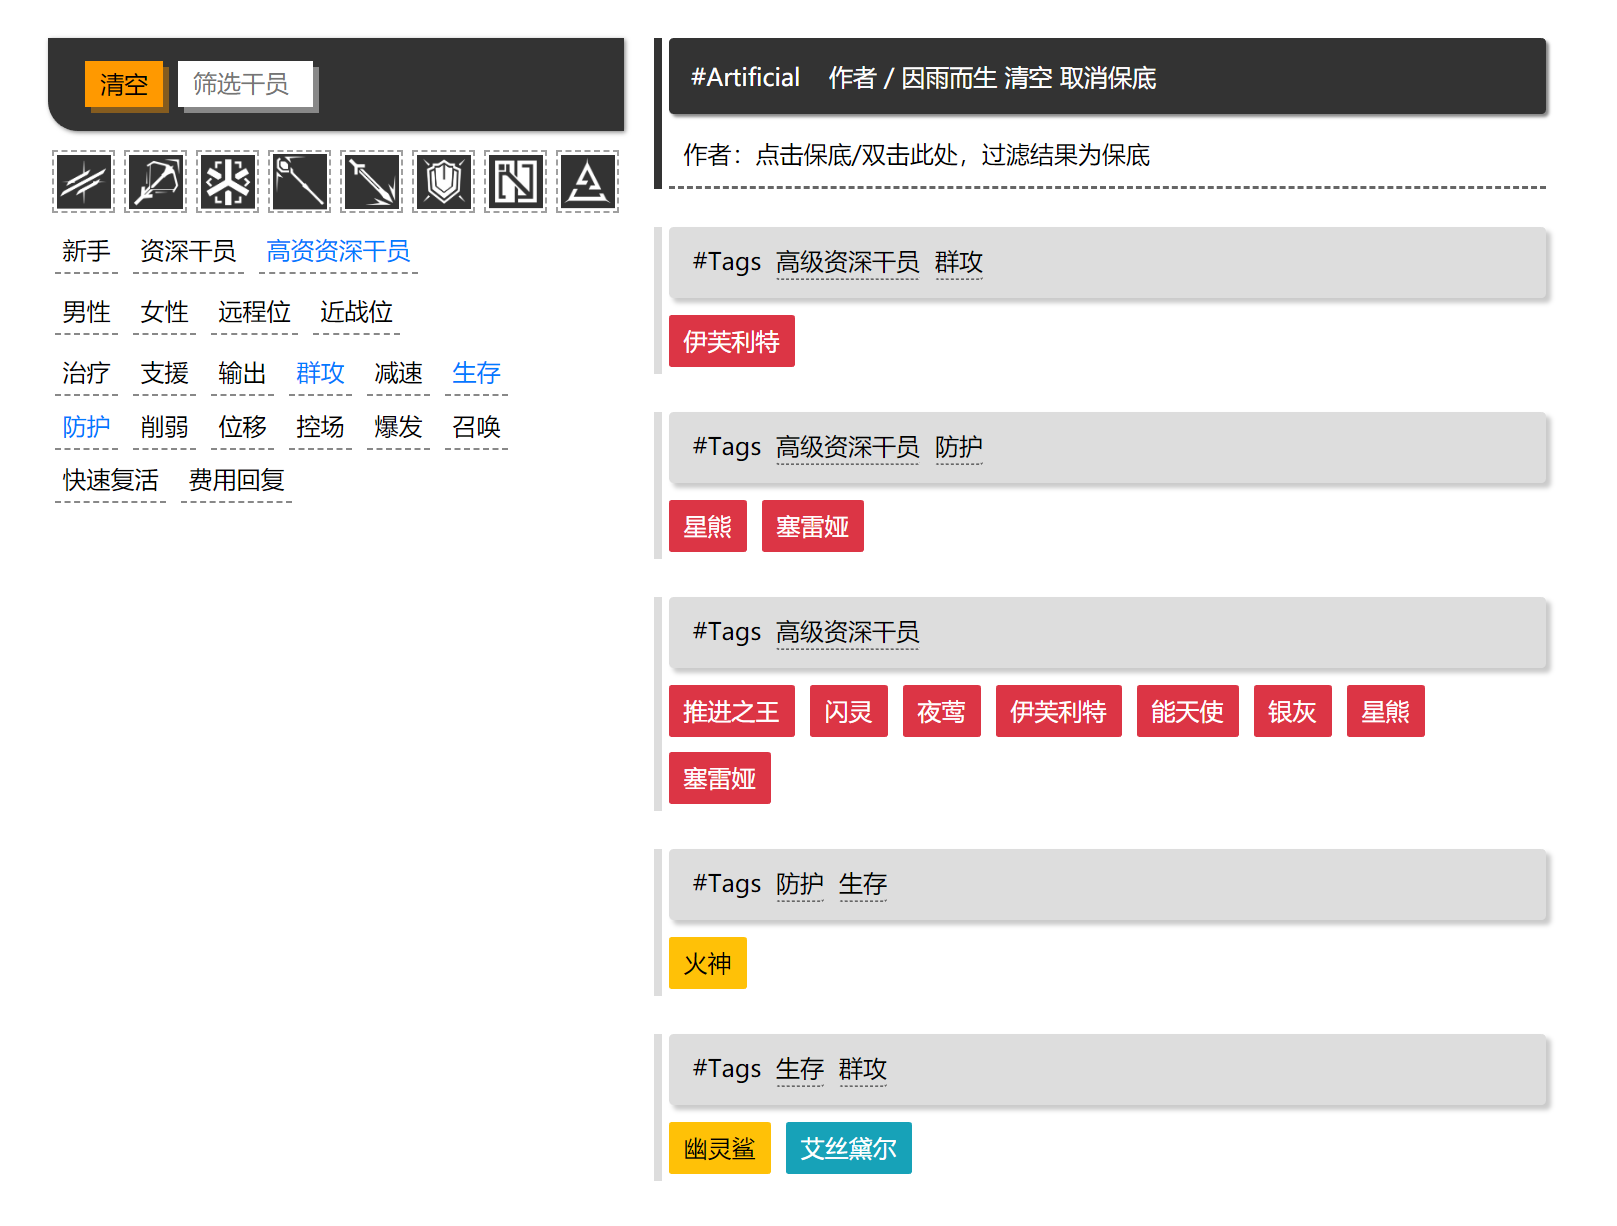 清空 筛选干员
新手 资深干员 高资资深干员
男性 女性 远程位 近战位
治疗 支援 输出 群攻 减速 生存
防护 削弱 位移 控场 爆发 召唤
快速复活 费用回复
#Artificial 作者 / 因雨而生 清空 取消保底
作者：点击保底/双击此处，过滤结果为保底
#Tags 高级资深干员 群攻
伊芙利特
#Tags 高级资深干员 防护
星熊 塞雷娅
#Tags 高级资深干员
推进之王 闪灵 夜莺 伊芙利特 能天使 银灰 星熊
塞雷娅
#Tags 防护 生存
火神
#Tags 生存 群攻
幽灵鲨 艾丝黛尔